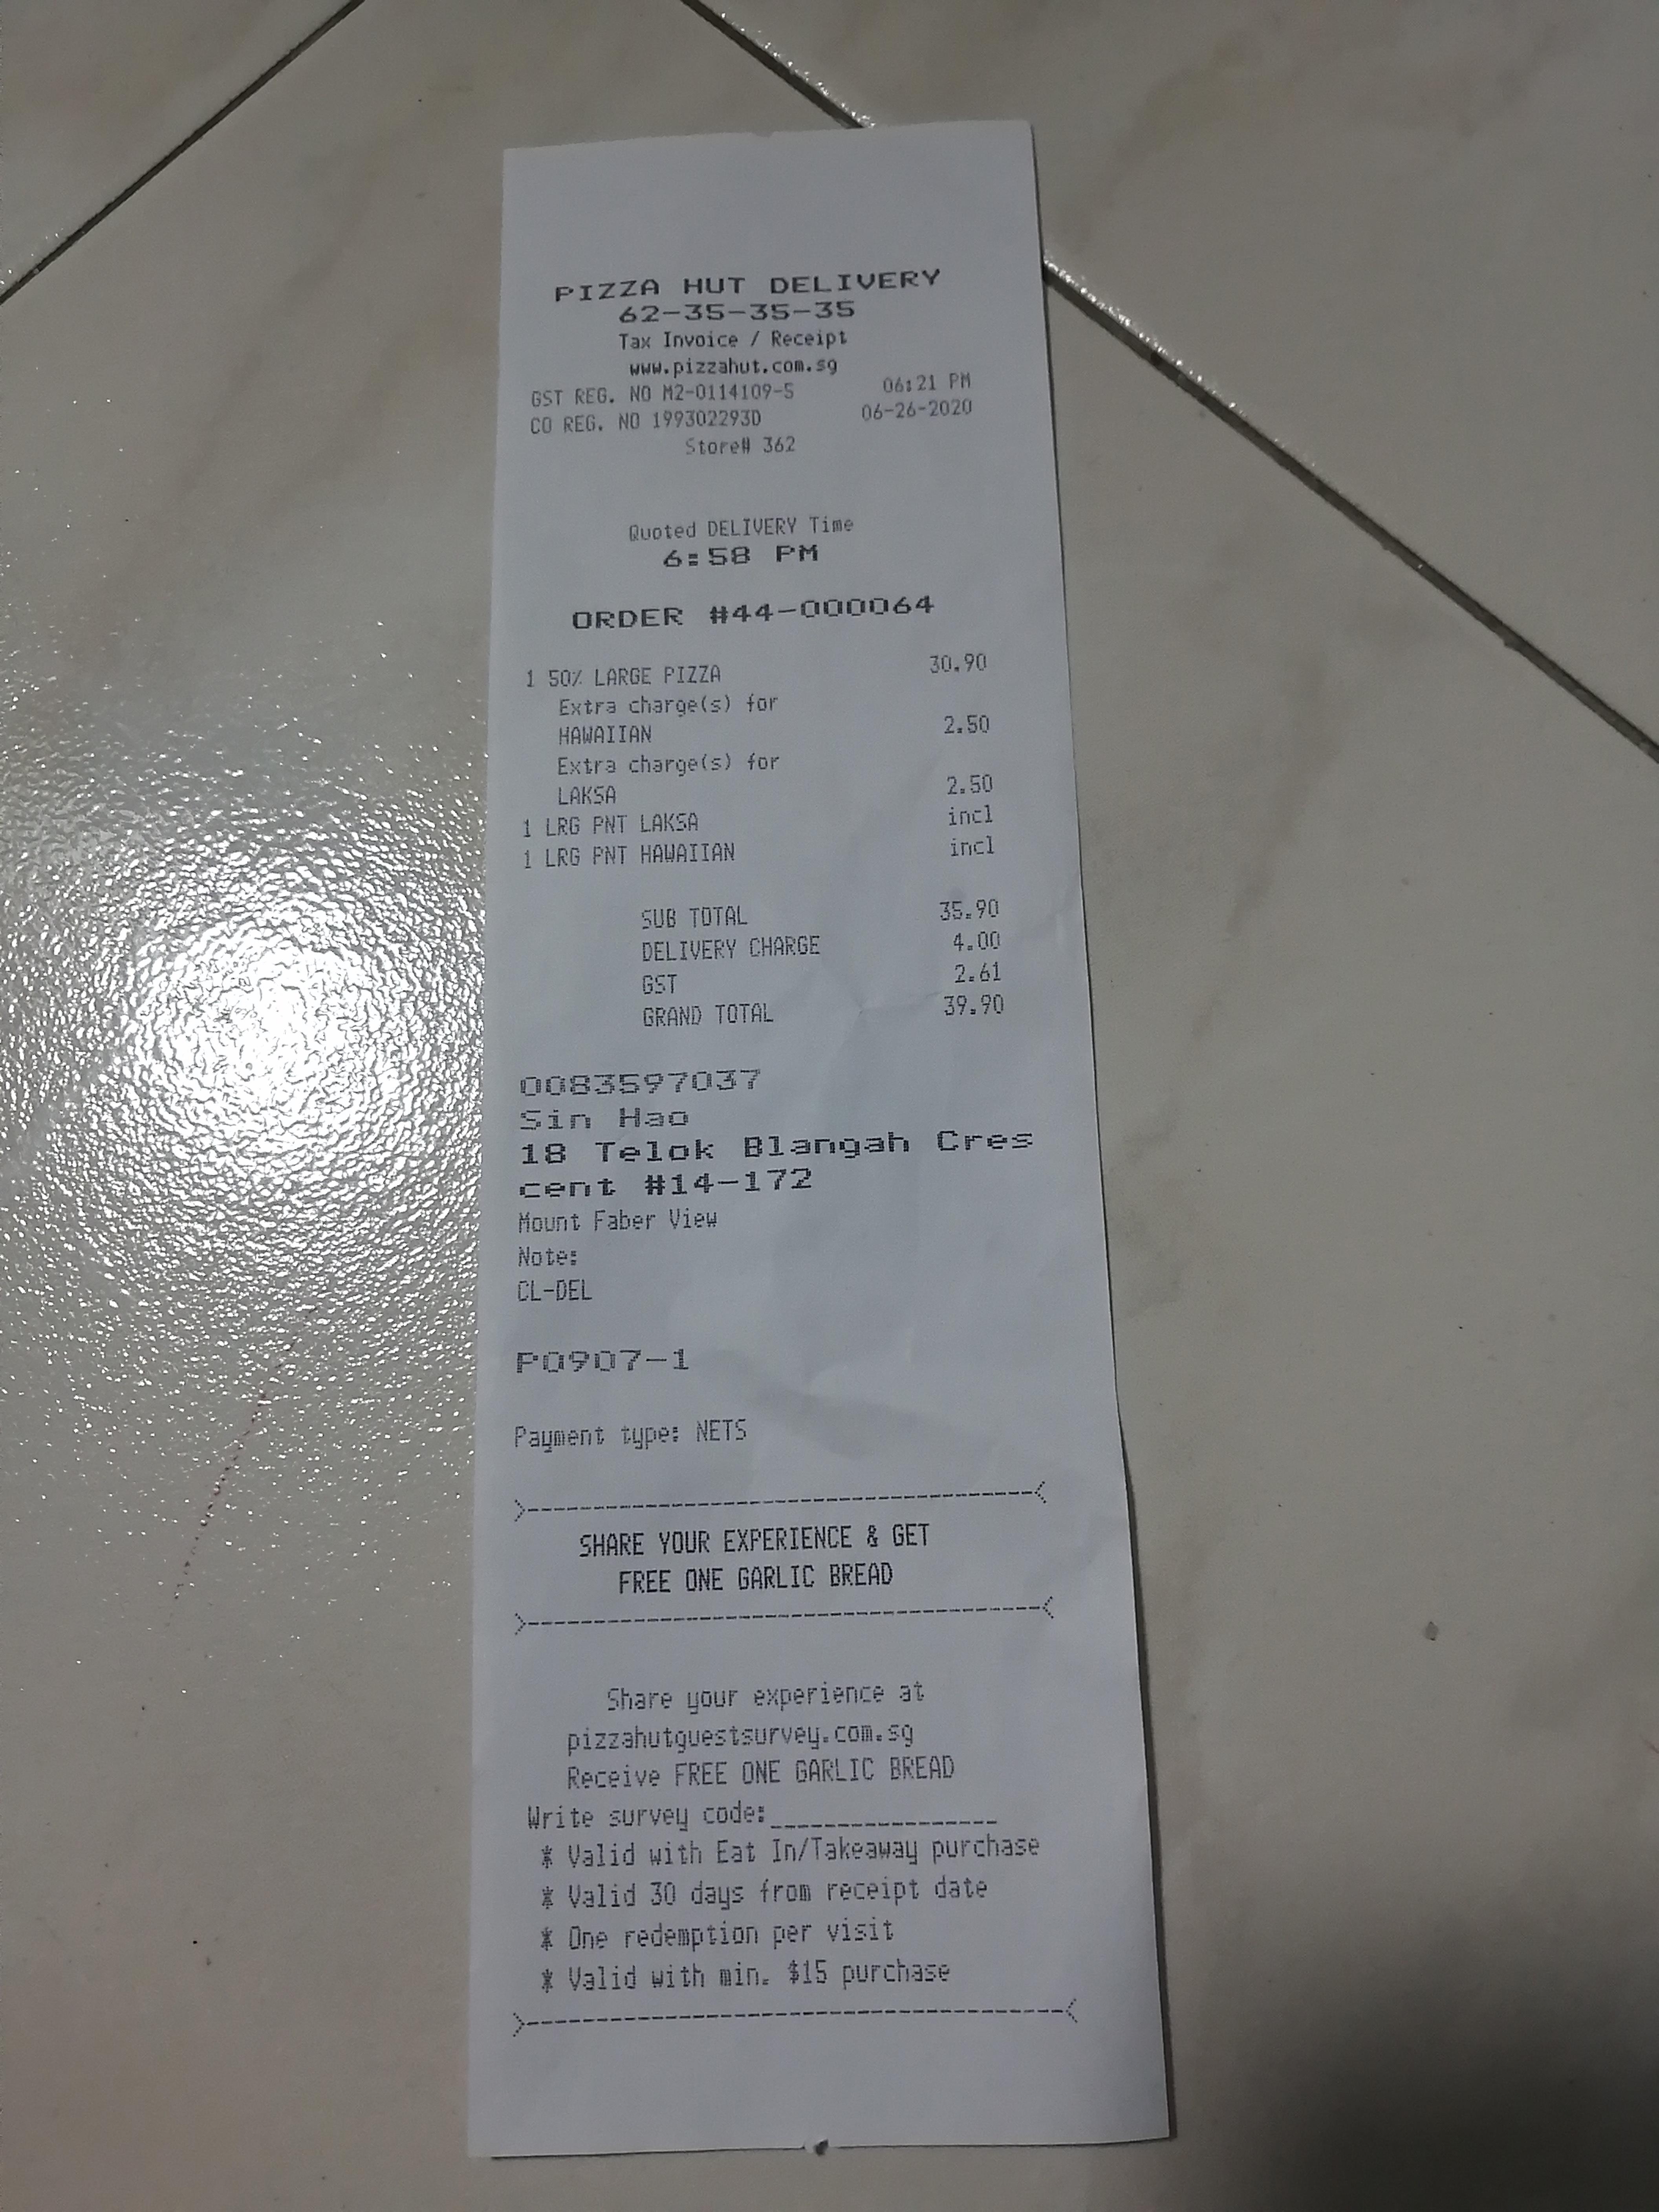 PIZZA HUT DELIVERY
62-35-35-35
Tax Invoice / Receipt
www.pizzahut.com.sg
GST REG. NO M2-0114109-S 06:21 PM
CO REG. NO 199302293D 06-26-2020
Store# 362
Quoted DELIVERY Time
6:58 PM
ORDER #44-000064
1 50% LARGE PIZZA 30.90
Extra charge(s) for
HAWAIIAN 2.50
Extra charge(s) for
LAKSA 2.50
1 LRG PNT LAKSA incl
1 LRG PNT HAWAIIAN incl
SUB TOTAL 35.90
DELIVERY CHARGE 4.00
GST 2.61
GRAND TOTAL 39.90
0083597037
Sin Hao
18 Telok Blangah Cres
cent #14-172
Mount Faber View
Note:
CL-DEL
P0907-1
Payment type: NETS
>----------------------------------<
SHARE YOUR EXPERIENCE & GET
FREE ONE GARLIC BREAD
>----------------------------------<
Share your experience at
pizzahutguestsurvey.com.sg
Receive FREE ONE GARLIC BREAD
Write survey code:_________________
* Valid with Eat In/Takeaway purchase
* Valid 30 days from receipt date
* One redemption per visit
* Valid with min. $15 purchase
>----------------------------------<